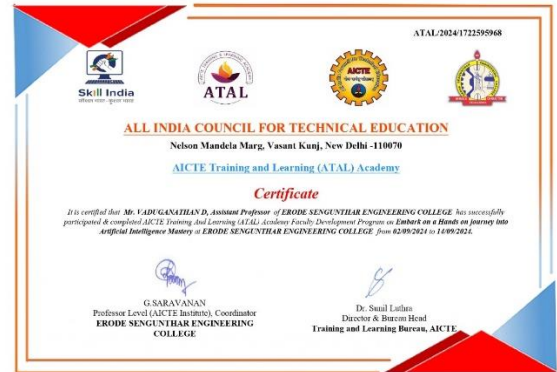 ATAL/2024/1722595968
Skill India
कौशल भारत - कुशल भारत
ATAL
AICTE
ALL INDIA COUNCIL FOR TECHNICAL EDUCATION
Nelson Mandela Marg, Vasant Kunj, New Delhi -110070
AICTE Training and Learning (ATAL) Academy
Certificate
It is certified that Mr. VADUGANATHAN D, Assistant Professor of ERODE SENGUNTHAR ENGINEERING COLLEGE has successfully
participated & completed AICTE Training And Learning (ATAL) Academy Faculty Development Program on Embark on a Hands on journey into
Artificial Intelligence Mastery at ERODE SENGUNTHAR ENGINEERING COLLEGE from 02/09/2024 to 14/09/2024.
G.SARAVANAN
Professor Level (AICTE Institute), Coordinator
ERODE SENGUNTHAR ENGINEERING
COLLEGE
Dr. Sunil Luthra
Director & Bureau Head
Training and Learning Bureau, AICTE